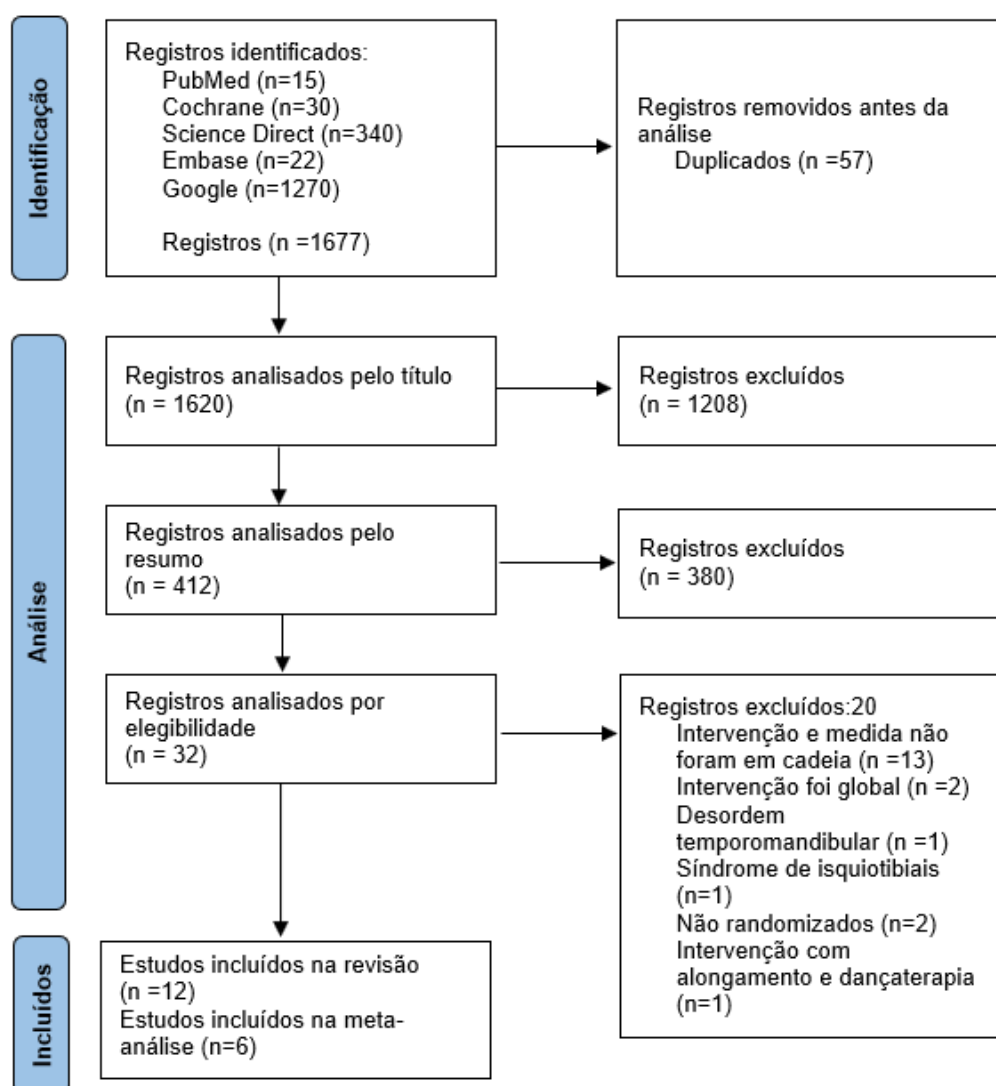 Identificação
Registros identificados:
PubMed (n=15)
Cochrane (n=30)
Science Direct (n=340)
Embase (n=22)
Google (n=1270)
Registros (n =1677)
Registros removidos antes da
análise
Duplicados (n =57)
Análise
Registros analisados pelo título
(n = 1620)
Registros excluídos
(n = 1208)
Registros analisados pelo
resumo
(n = 412)
Registros excluídos
(n = 380)
Registros analisados por
elegibilidade
(n = 32)
Registros excluídos:20
Intervenção e medida não
foram em cadeia (n =13)
Intervenção foi global (n =2)
Desordem
temporomandibular (n =1)
Síndrome de isquiotibiais
(n=1)
Não randomizados (n=2)
Intervenção com
alongamento e dançaterapia
(n=1)
Incluídos
Estudos incluídos na revisão
(n =12)
Estudos incluídos na meta-
análise (n=6)